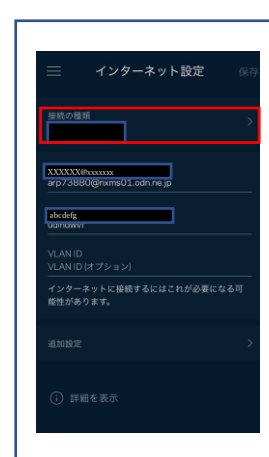 インターネット設定
保存
接続の種類
XXXXXX@xxxxxxx
arp73880@nxms01.odn.ne.jp
abcdefg
VLAN ID
VLAN ID (オプション)
インターネットに接続するにはこれが必要になる可
能性があります。
追加設定
詳細を表示